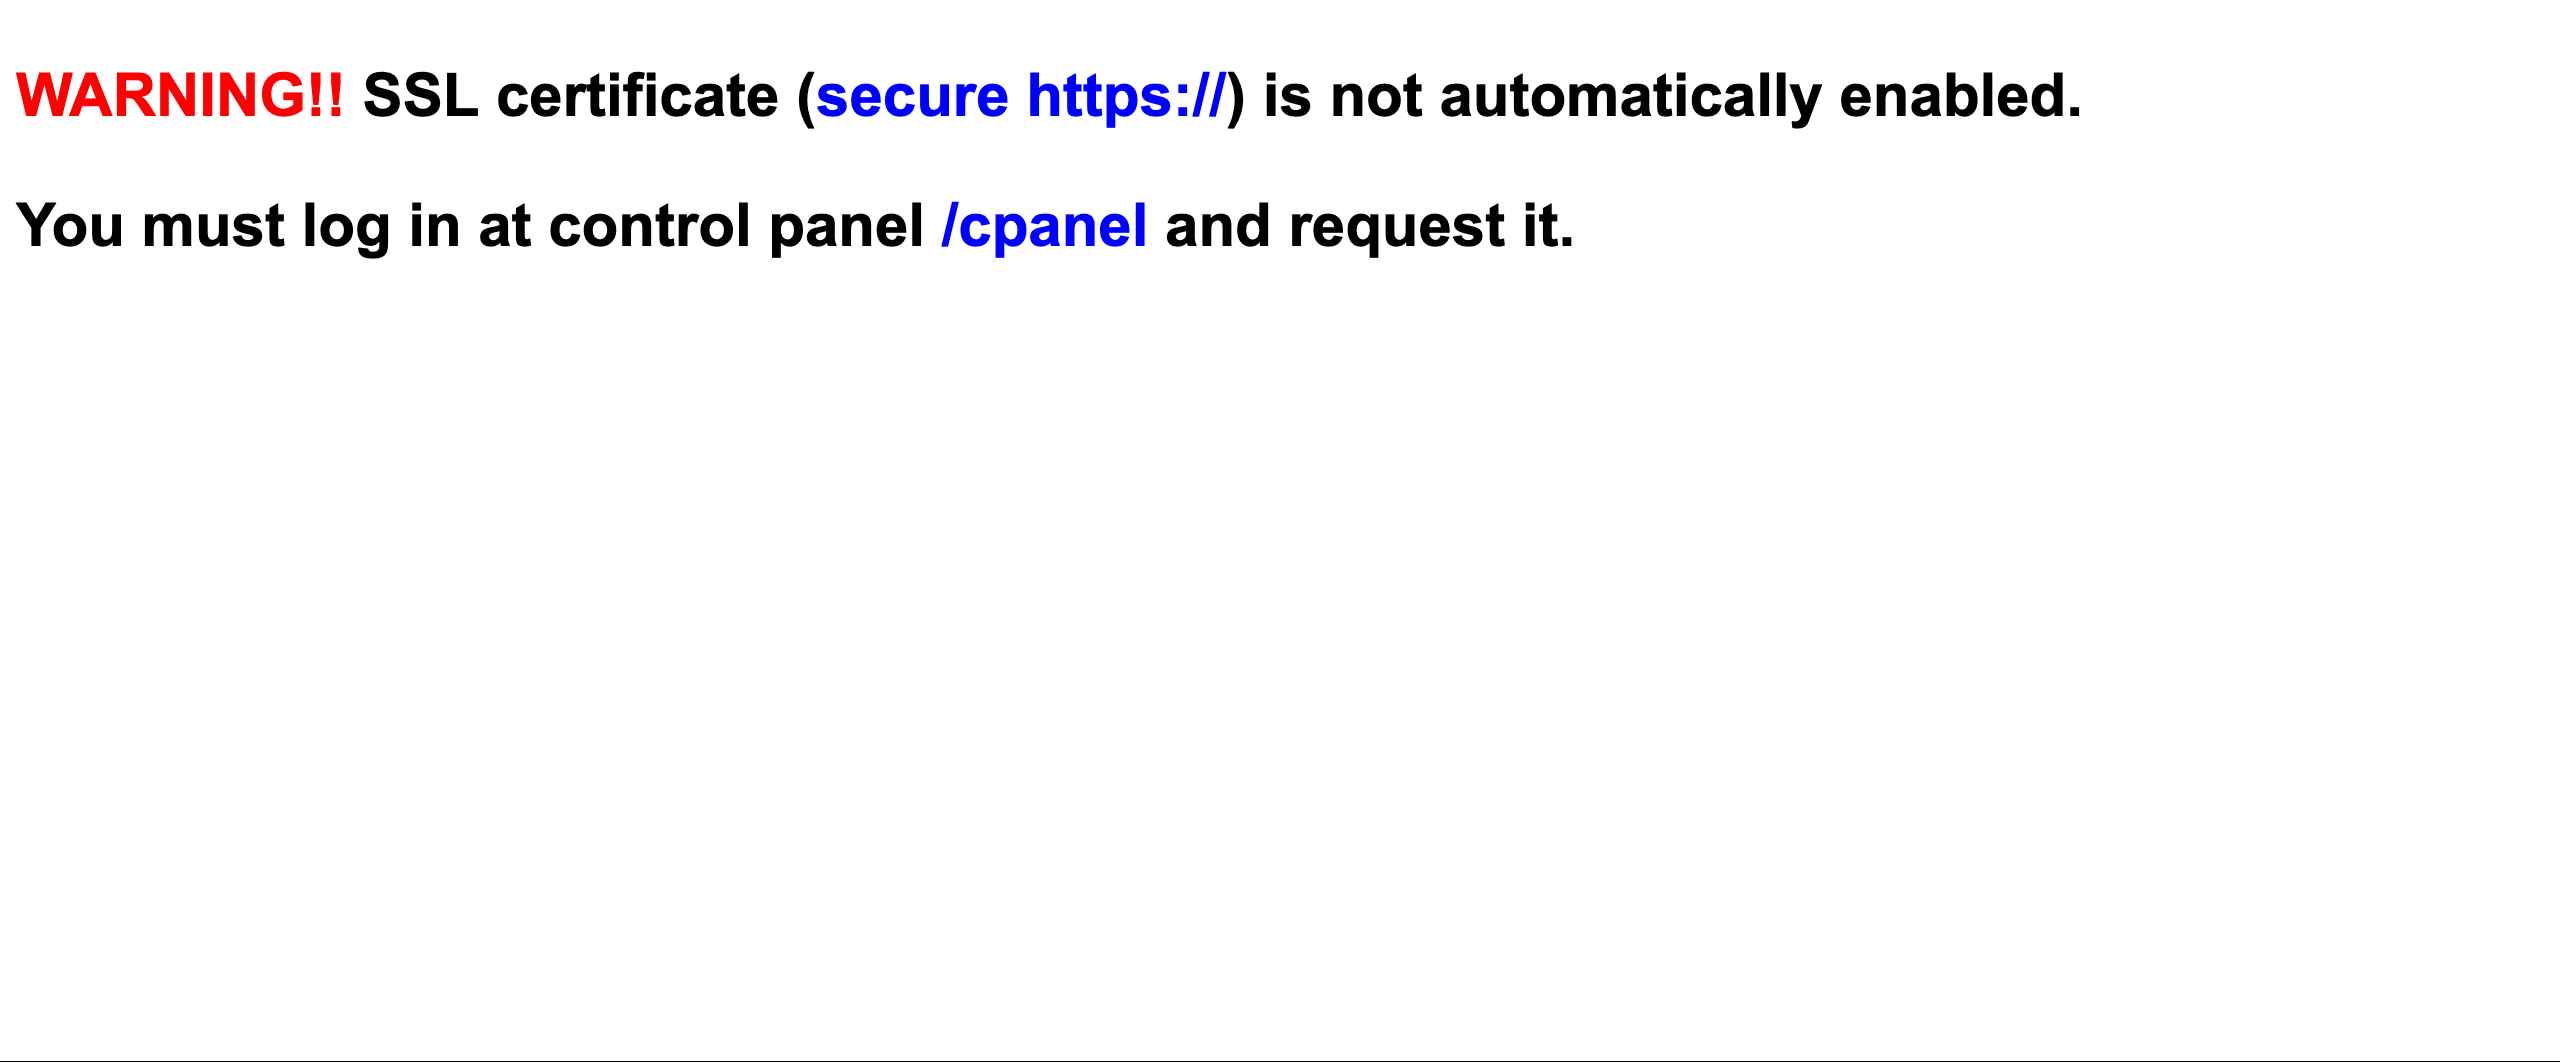 WARNING!! SSL certificate (secure https://) is not automatically enabled.
You must log in at control panel /cpanel and request it.